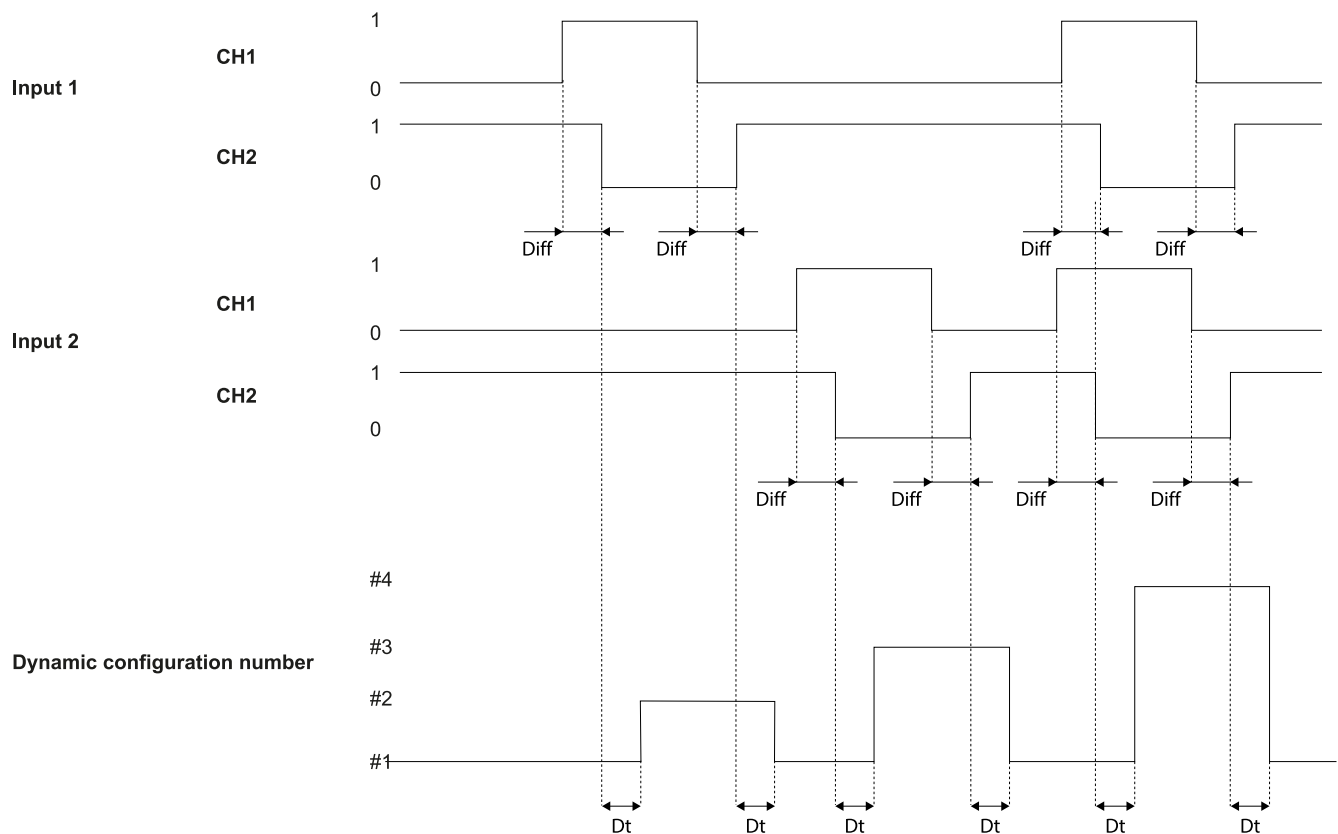 1
CH1
Input 1
0
1
CH2
0
Diff Diff Diff Diff
1
CH1
0
Input 2
1
CH2
0
Diff Diff Diff Diff
#4
#3
Dynamic configuration number
#2
#1
Dt Dt Dt Dt Dt Dt